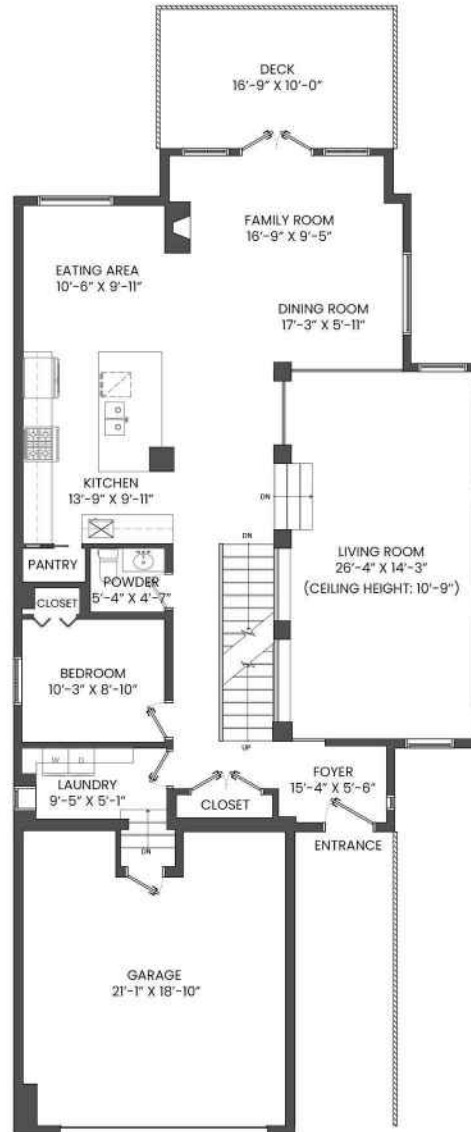 DECK
16'-9" X 10'-0"
FAMILY ROOM
16'-9" X 9'-5"
EATING AREA
10'-6" X 9'-11"
DINING ROOM
17'-3" X 5'-11"
KITCHEN
13'-9" X 9'-11"
DN
DN
LIVING ROOM
26'-4" X 14'-3"
(CEILING HEIGHT: 10'-9")
PANTRY
POWDER
5'-4" X 4'-7"
CLOSET
BEDROOM
10'-3" X 8'-10"
UP
W D
LAUNDRY
9'-5" X 5'-1"
FOYER
15'-4" X 5'-6"
CLOSET
DN
ENTRANCE
GARAGE
21'-1" X 18'-10"